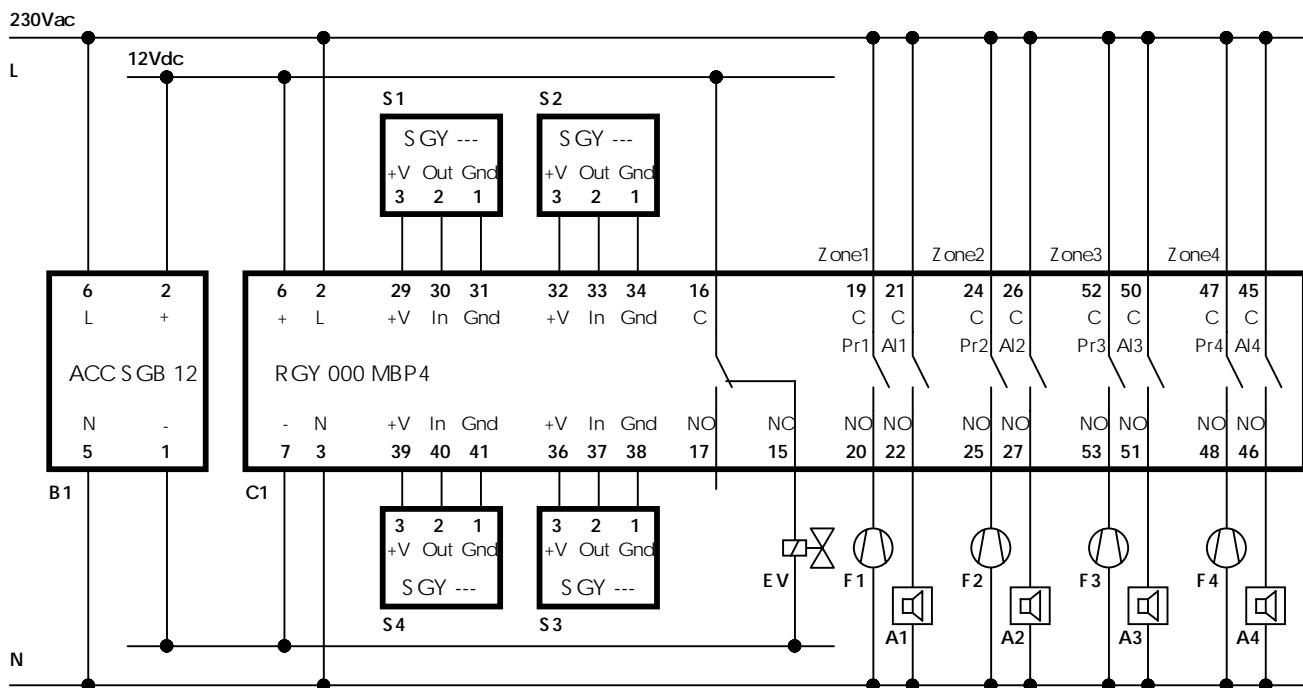 230Vac
L
12Vdc
S1 S2
SGY --- SGY ---
+V Out Gnd +V Out Gnd
3 2 1 3 2 1
Zone1 Zone2 Zone3 Zone4
6 2 6 2 29 30 31 32 33 34 16 19 21 24 26 52 50 47 45
L + + L +V In Gnd +V In Gnd C C C C C C C C C
Pr1 Al1 Pr2 Al2 Pr3 Al3 Pr4 Al4
ACC SGB 12 RGY 000 MBP4
N - - N +V In Gnd +V In Gnd NO NC NO NO NO NO NO NO NO NO
5 1 7 3 39 40 41 36 37 38 17 15 20 22 25 27 53 51 48 46
B1 C1
3 2 1 3 2 1
+V Out Gnd +V Out Gnd
SGY --- SGY ---
EV F1 F2 F3 F4
S4 S3
A1 A2 A3 A4
N